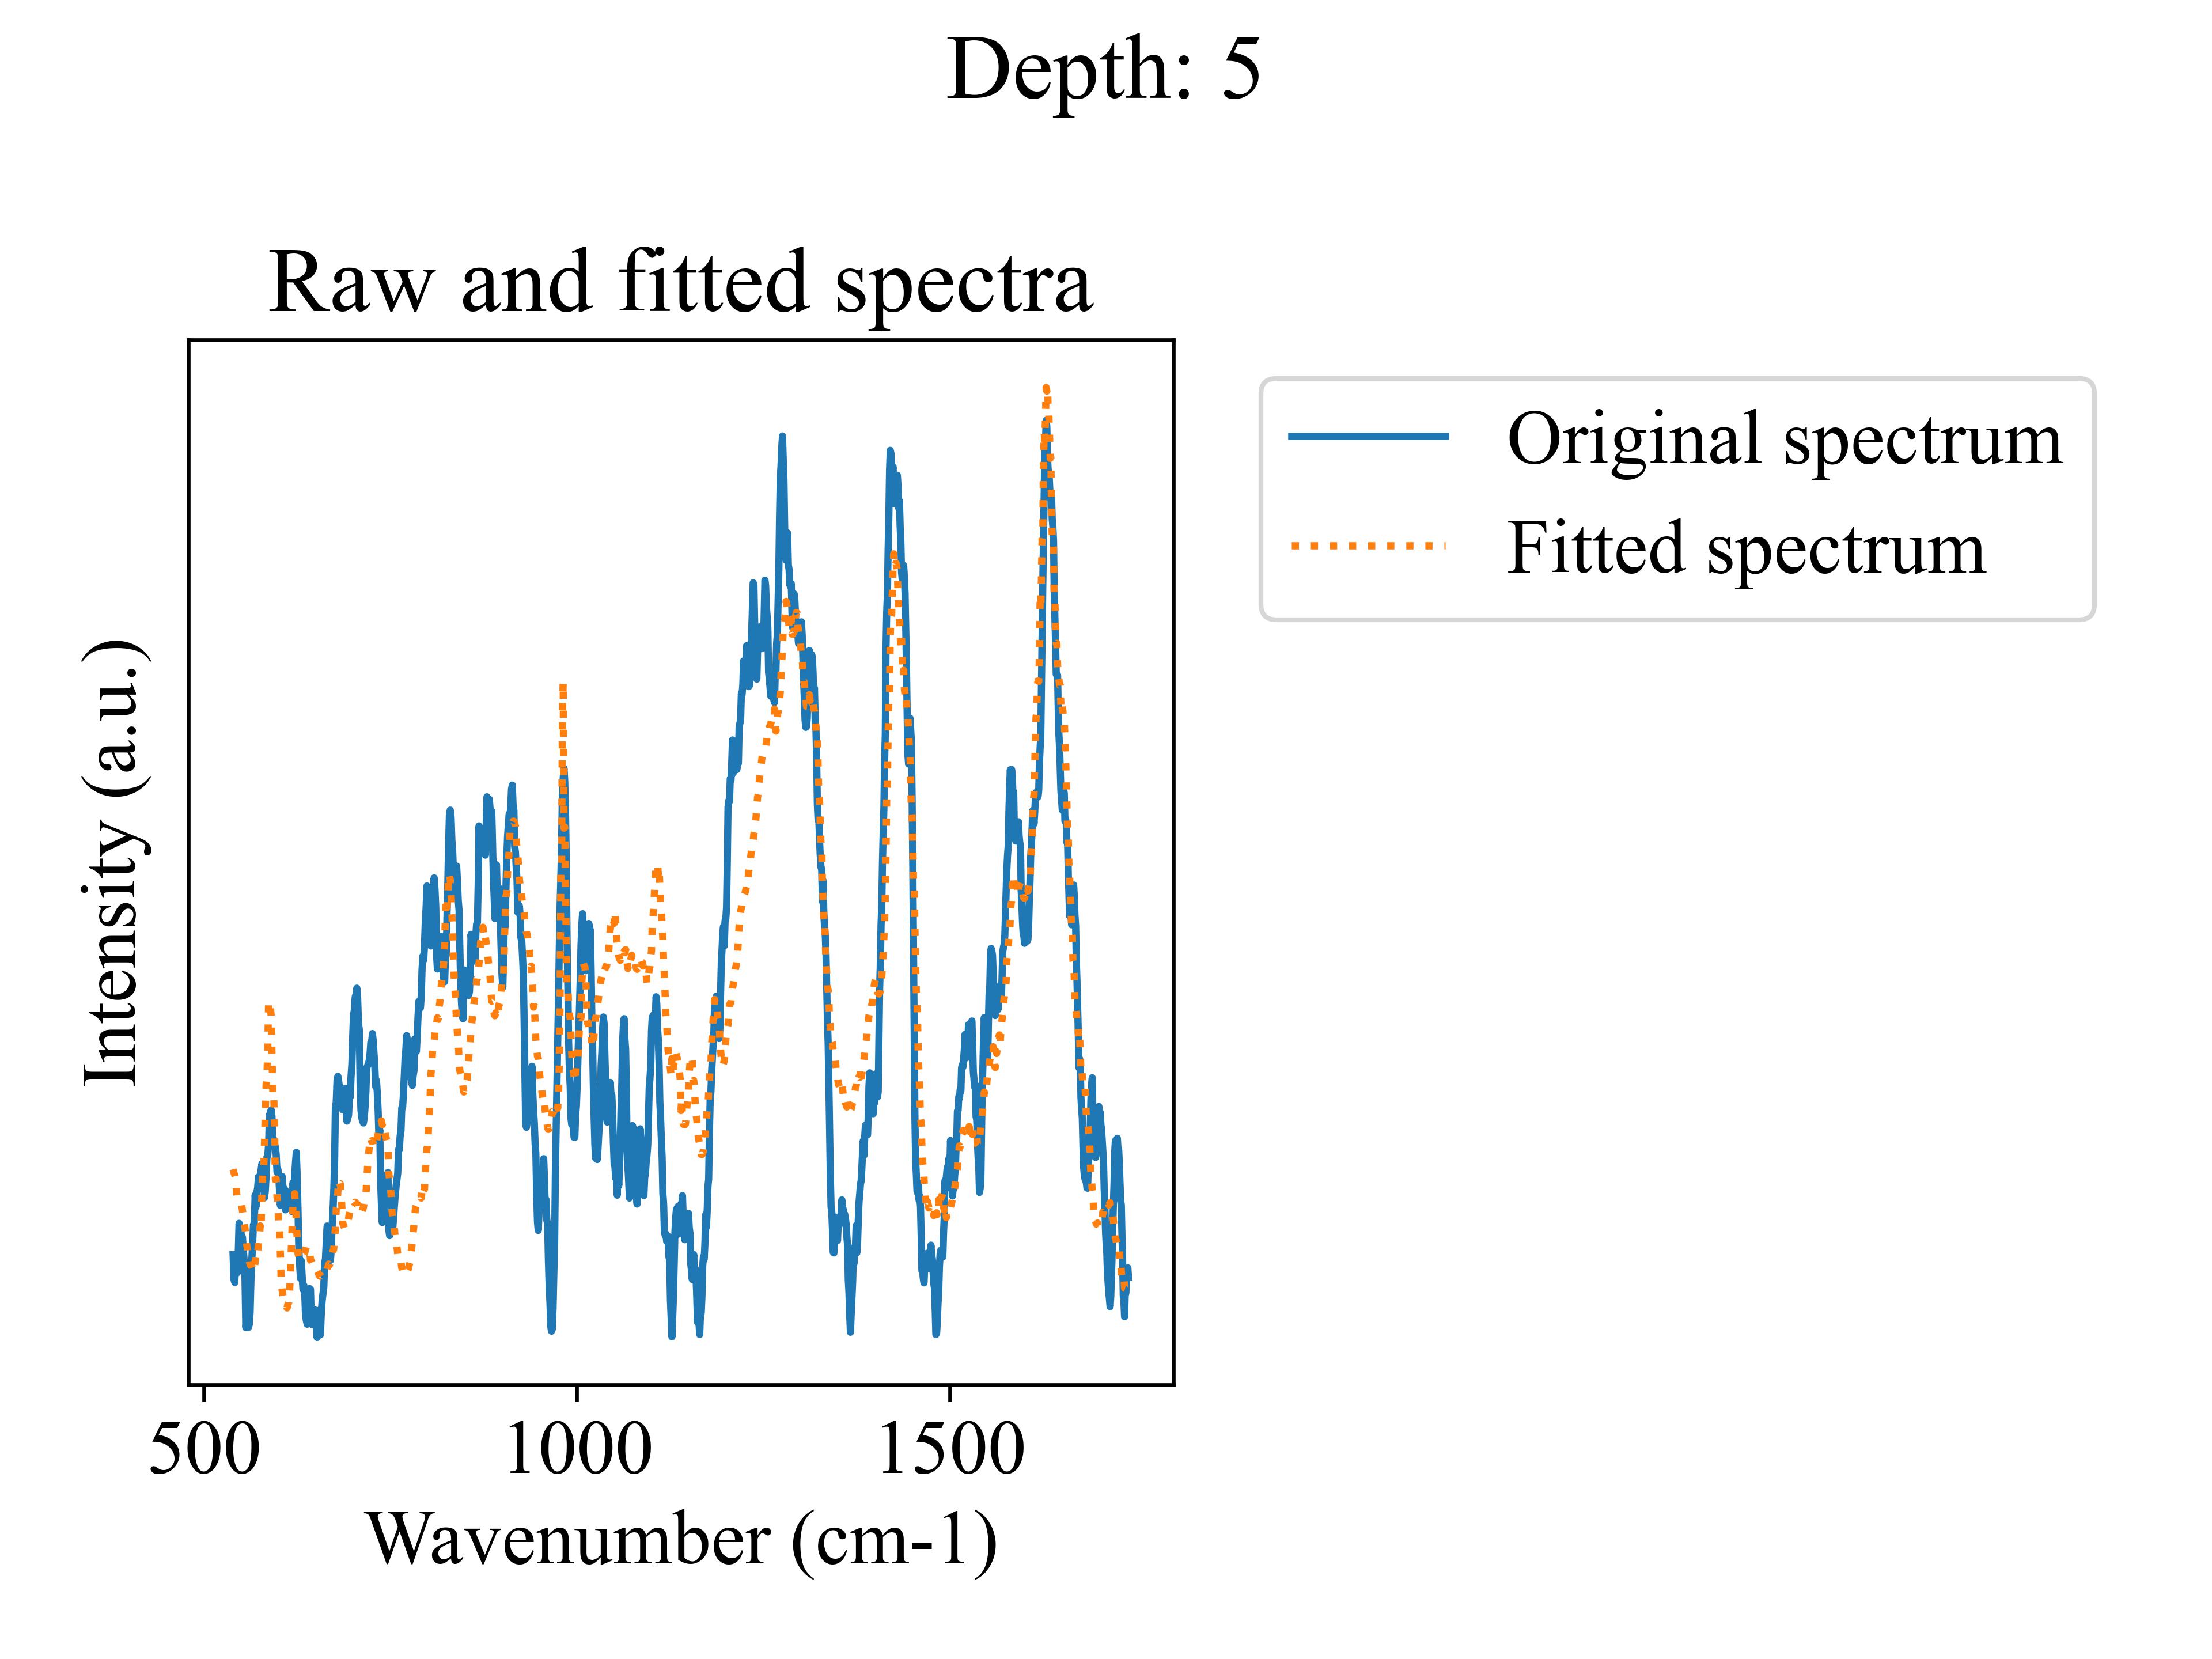 Depth: 5
Raw and fitted spectra
Original spectrum
Fitted spectrum
Intensity (a.u.)
500 1000 1500
Wavenumber (cm-1)